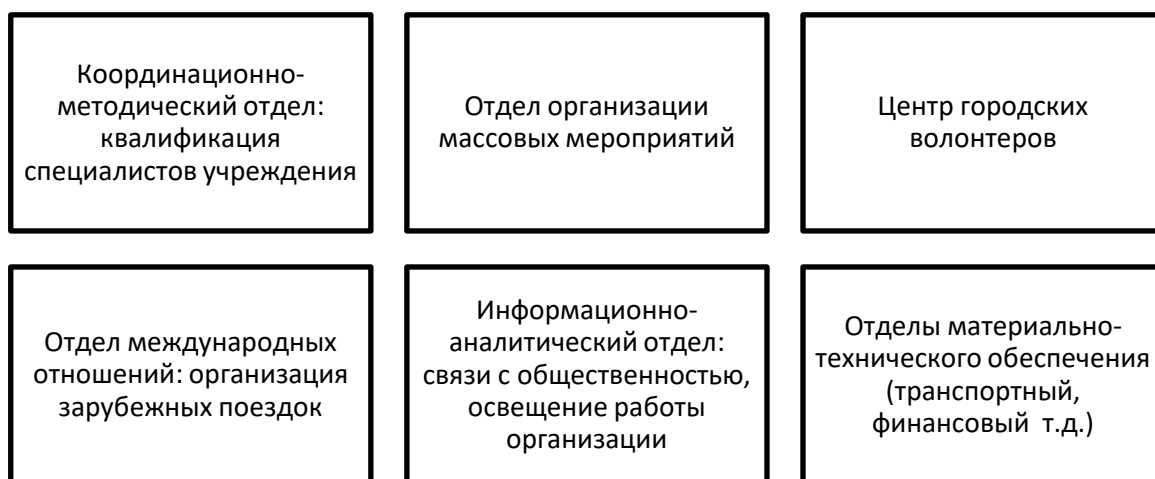 Координационно-
методический отдел:
квалификация
специалистов учреждения
Отдел организации
массовых мероприятий
Центр городских
волонтеров
Отдел международных
отношений: организация
зарубежных поездок
Информационно-
аналитический отдел:
связи с общественностью,
освещение работы
организации
Отделы материально-
технического обеспечения
(транспортный,
финансовый  т.д.)